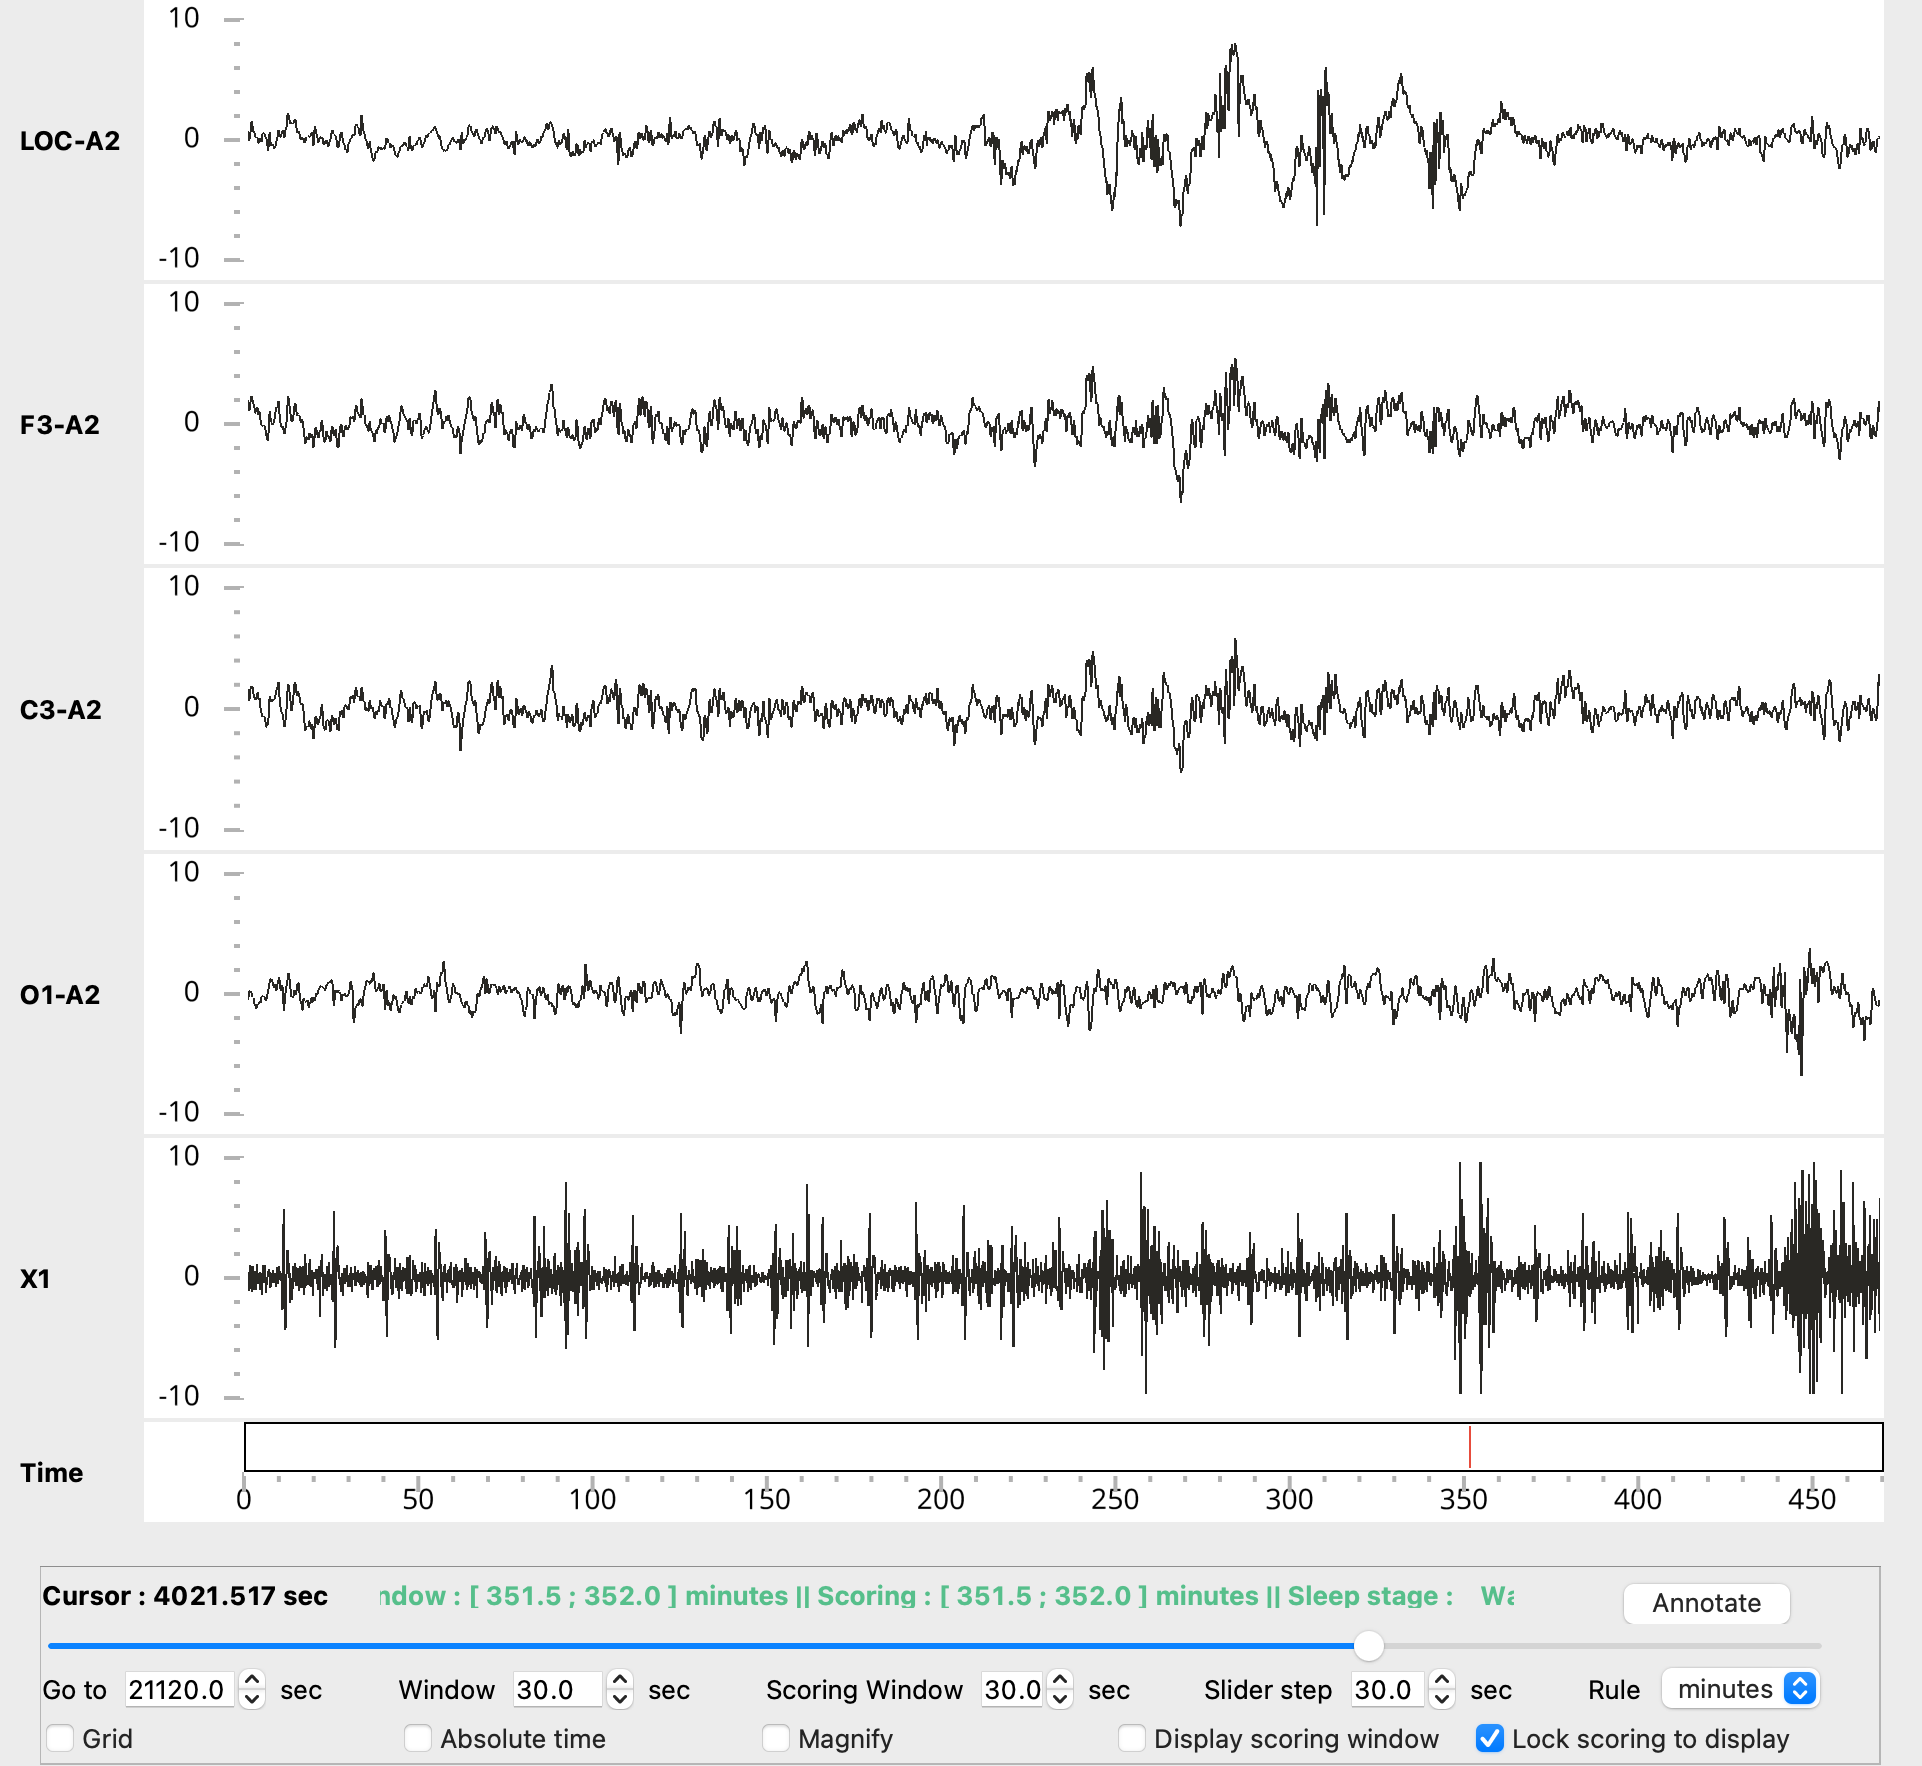 10
LOC-A2
0
-10
10
F3-A2
0
-10
10
C3-A2
0
-10
10
O1-A2
0
-10
10
X1
0
-10
Time
0 50 100 150 200 250 300 350 400 450
Cursor : 4021.517 sec ndow : [ 351.5 ; 352.0 ] minutes || Scoring : [ 351.5 ; 352.0 ] minutes || Sleep stage : Wa Annotate
Go to 21120.0 sec Window 30.0 sec Scoring Window 30.0 sec Slider step 30.0 sec Rule minutes
Grid Absolute time Magnify Display scoring window Lock scoring to display